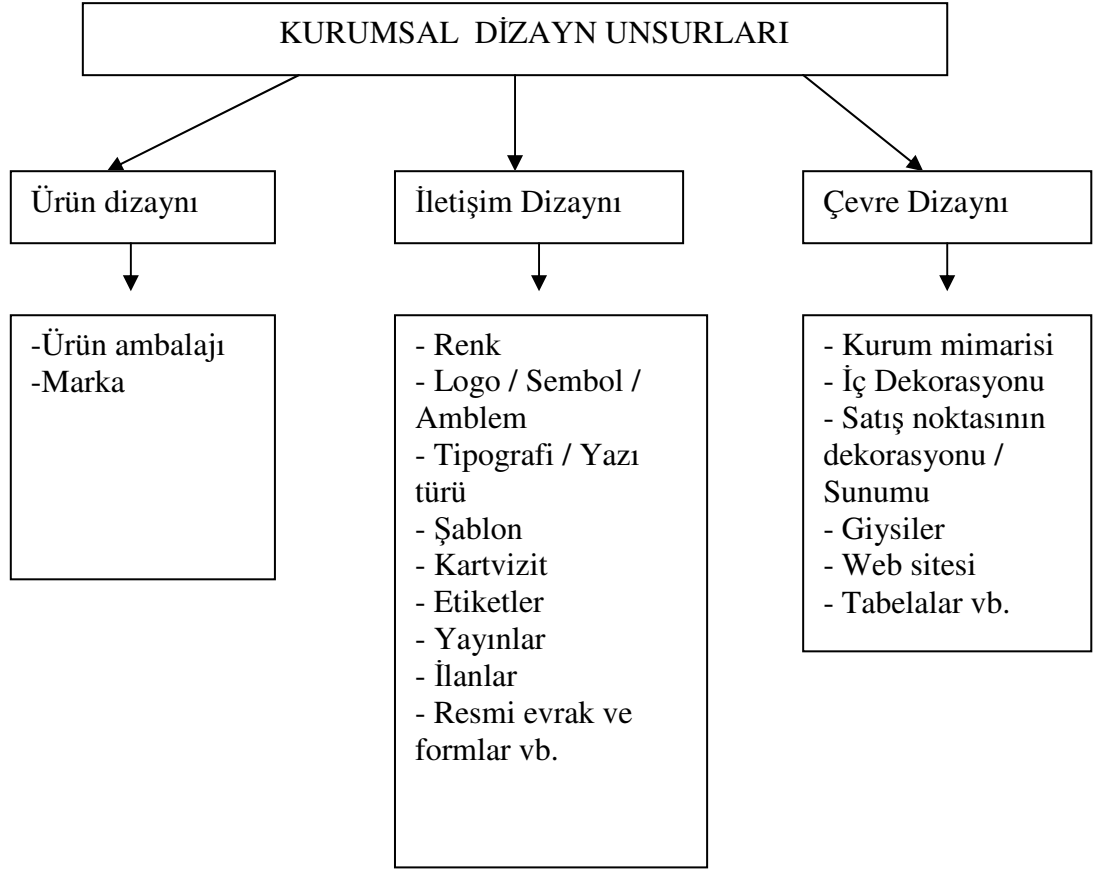 KURUMSAL DİZAYN UNSURLARI
Ürün dizaynı
İletişim Dizaynı
Çevre Dizaynı
-Ürün ambalajı
-Marka
- Renk
- Logo / Sembol /
Amblem
- Tipografi / Yazı
türü
- Şablon
- Kartvizit
- Etiketler
- Yayınlar
- İlanlar
- Resmi evrak ve
formlar vb.
- Kurum mimarisi
- İç Dekorasyonu
- Satış noktasının
dekorasyonu /
Sunumu
- Giysiler
- Web sitesi
- Tabelalar vb.